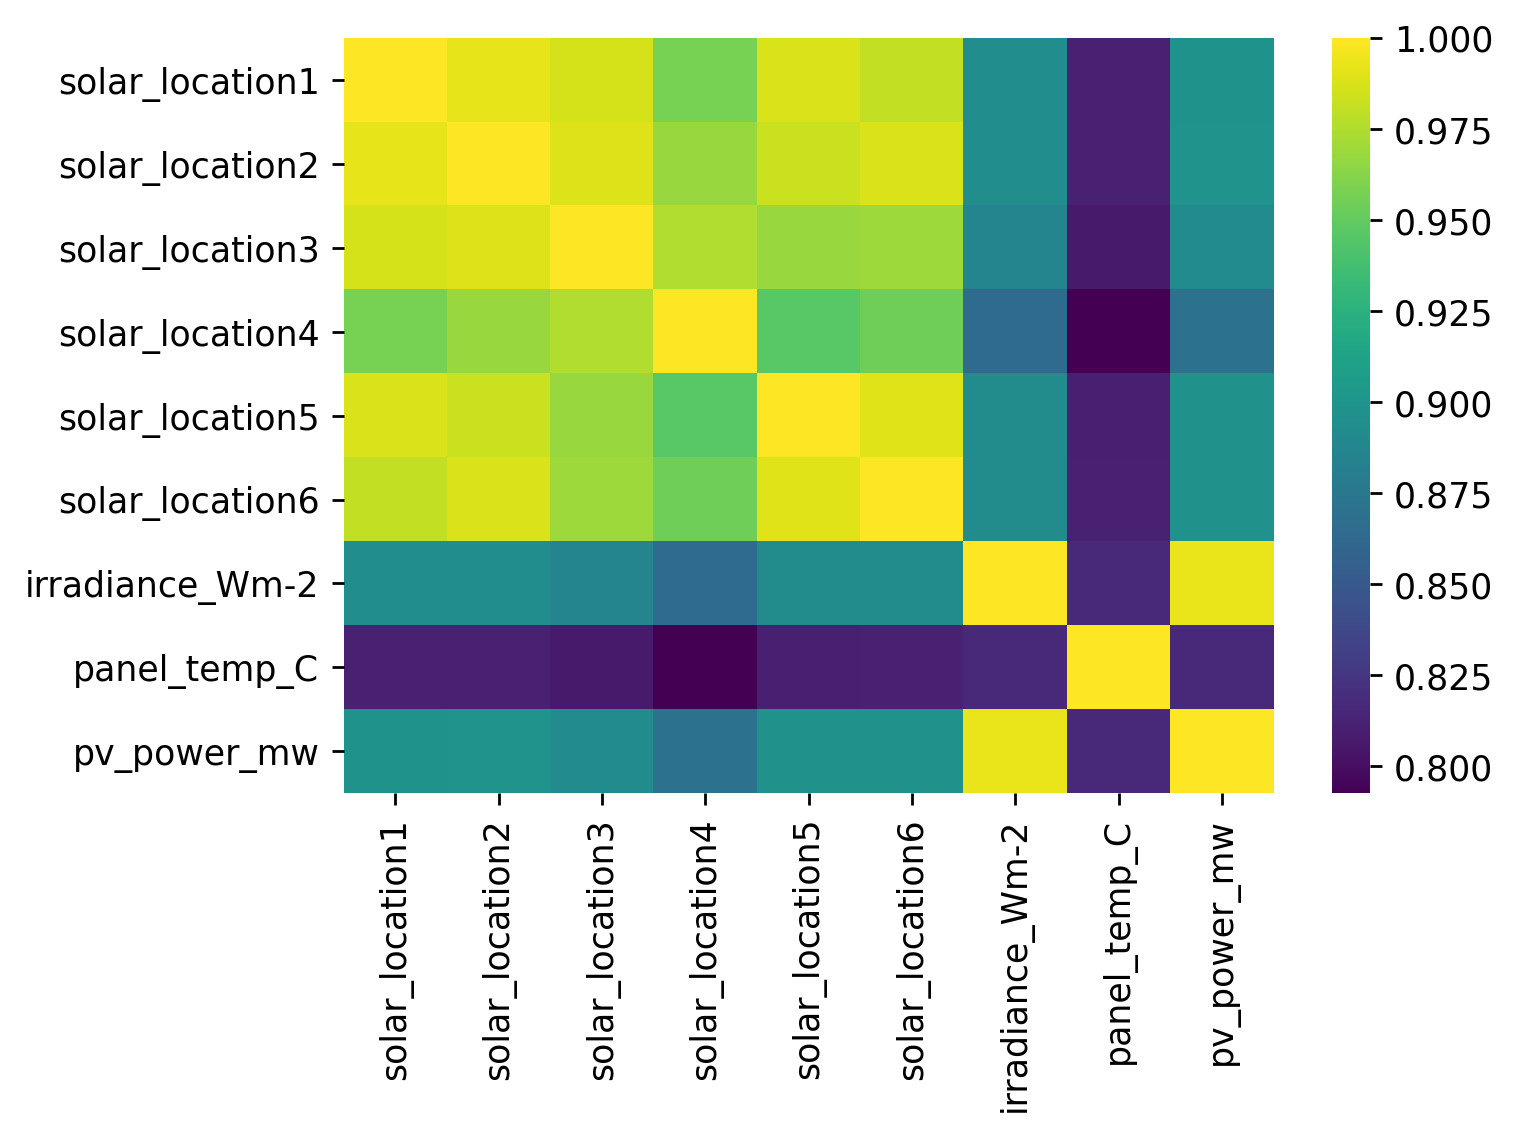 solar_location1
solar_location2
solar_location3
solar_location4
solar_location5
solar_location6
irradiance_Wm-2
panel_temp_C
pv_power_mw
solar_location1
solar_location2
solar_location3
solar_location4
solar_location5
solar_location6
irradiance_Wm-2
panel_temp_C
pv_power_mw
1.000
0.975
0.950
0.925
0.900
0.875
0.850
0.825
0.800